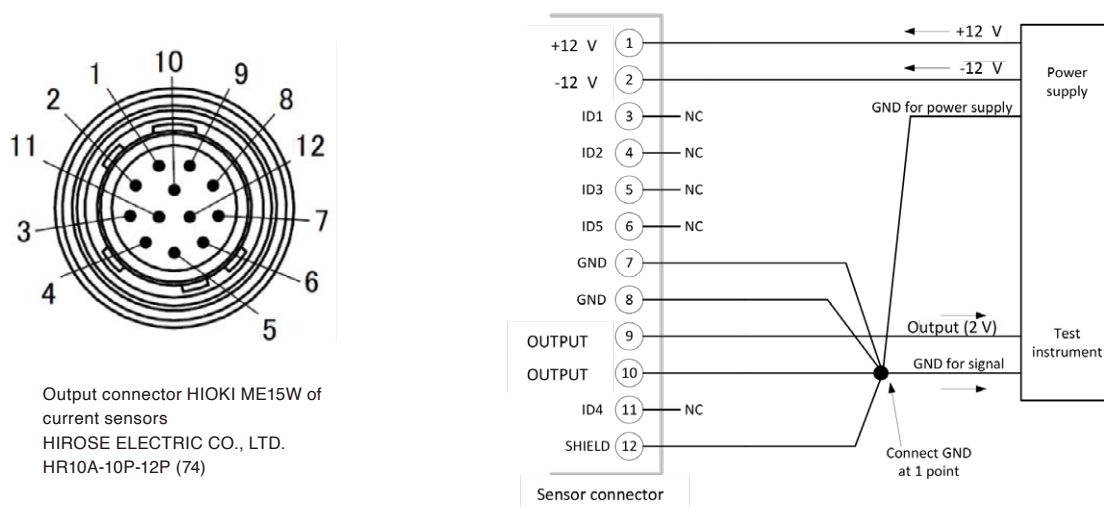 1
10
9
2
8
11
12
3
7
4
6
5
Output connector HIOKI ME15W of
current sensors
HIROSE ELECTRIC CO., LTD.
HR10A-10P-12P (74)
+12 V 1 +12 V
-12 V 2 -12 V
Power
supply
GND for power supply
ID1 3 NC
ID2 4 NC
ID3 5 NC
ID5 6 NC
GND 7
GND 8
OUTPUT 9 Output (2 V)
Test
instrument
OUTPUT 10 GND for signal
ID4 11 NC
SHIELD 12
Connect GND
at 1 point
Sensor connector